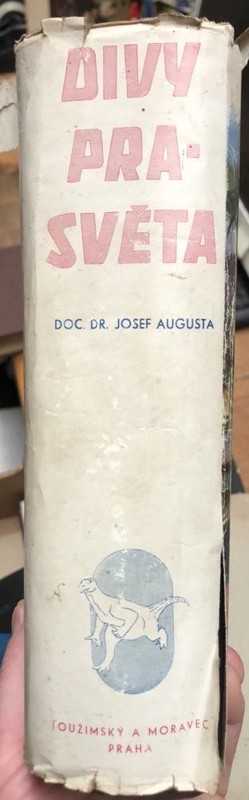 DIVY
PRA-
SVĚTA
DOC. DR. JOSEF AUGUSTA
TOUŽIMSKÝ A MORAVEC
PRAHA